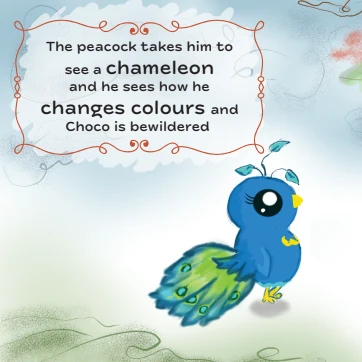 The peacock takes him to
see a chameleon
and he sees how he
changes colours and
Choco is bewildered